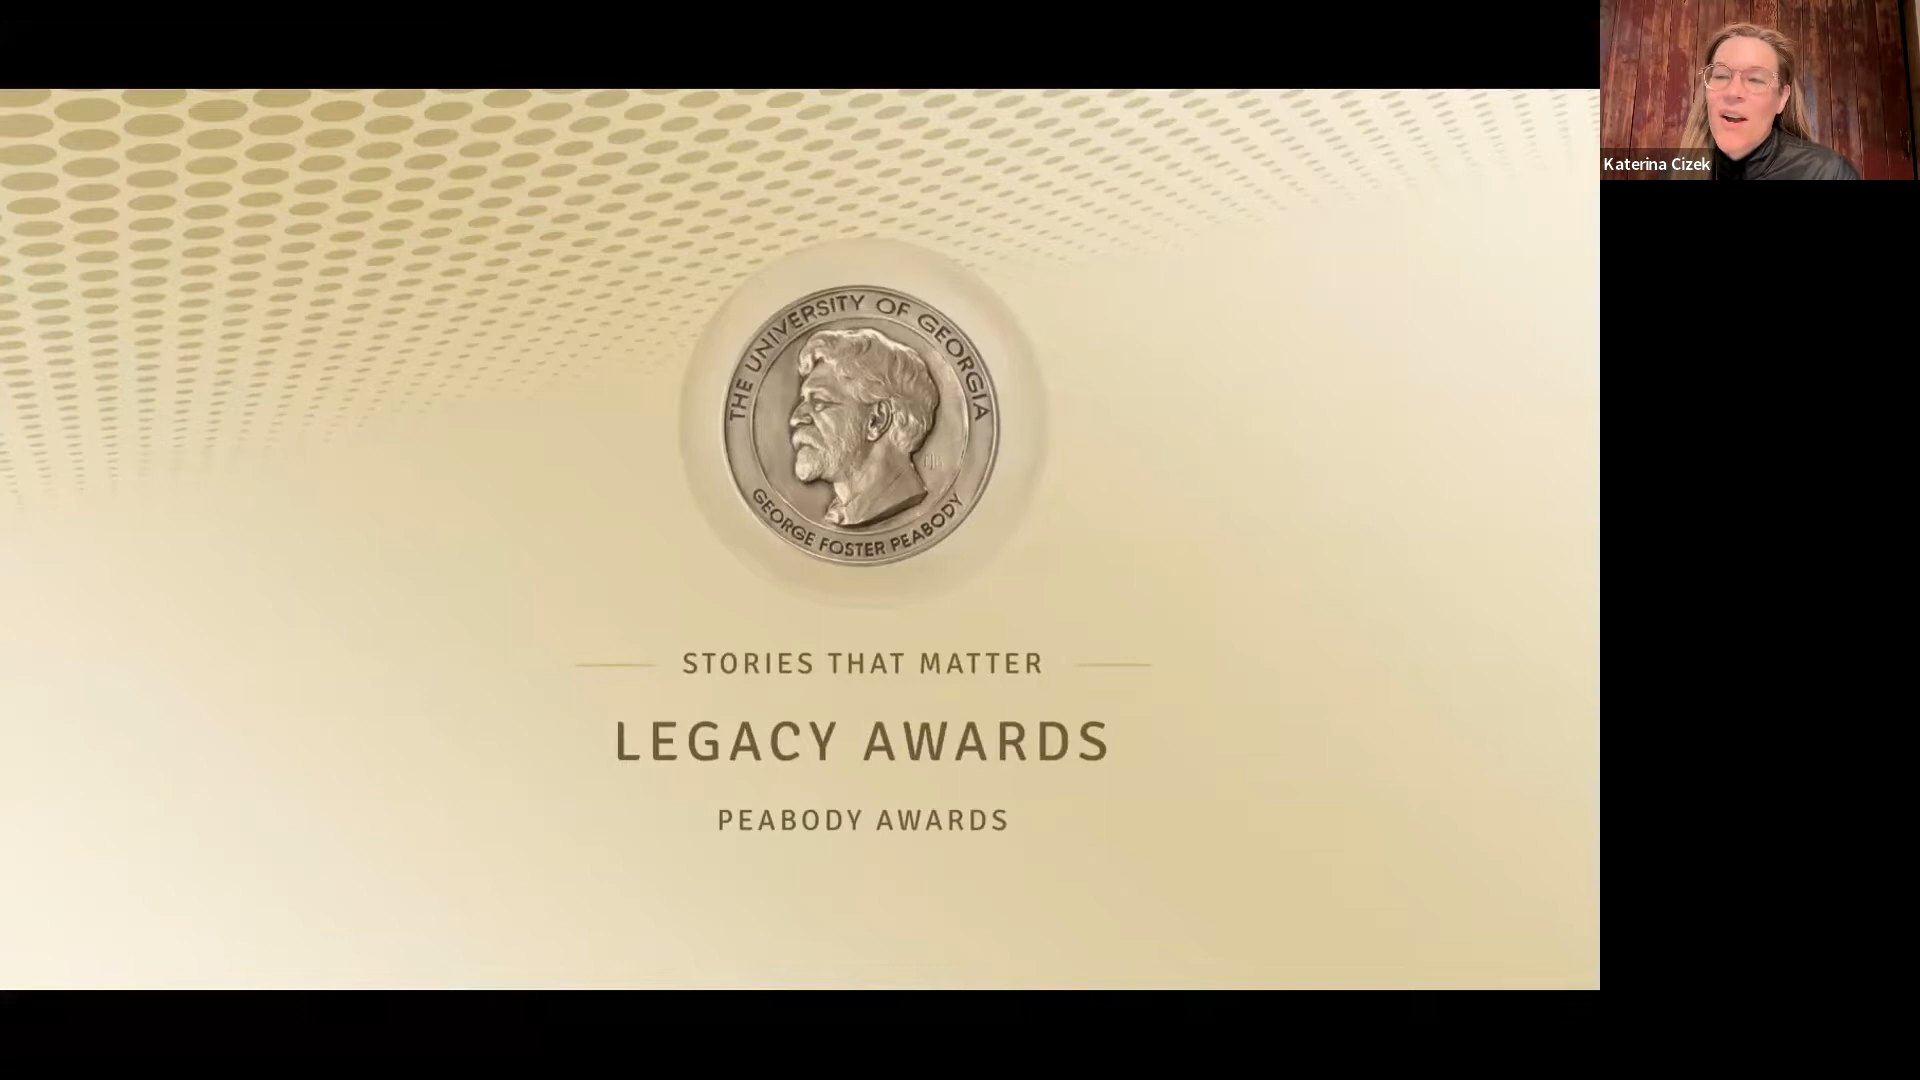 THE UNIVERSITY OF GEORGIA
GEORGE FOSTER PEABODY
STORIES THAT MATTER
LEGACY AWARDS
PEABODY AWARDS
Katerina Cizek